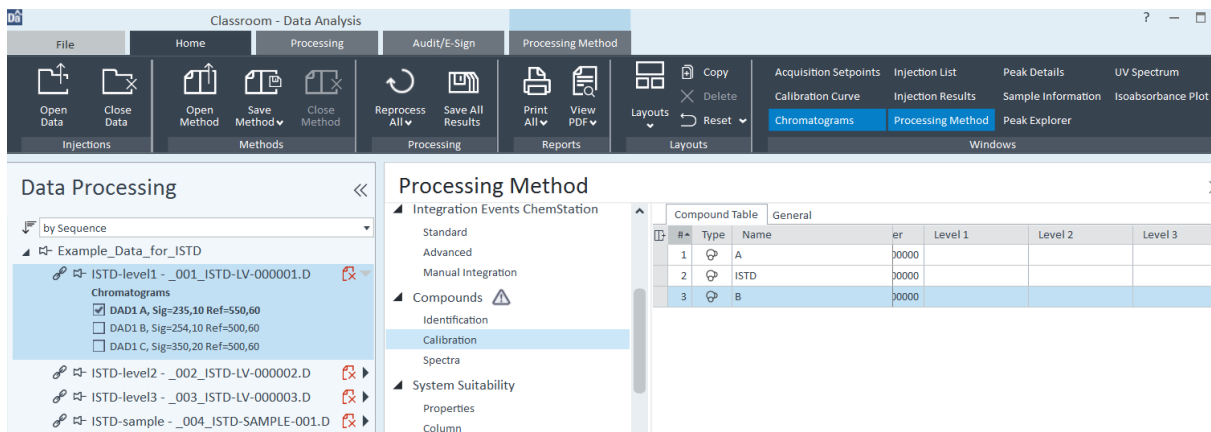 Da
Classroom - Data Analysis
?
File
Home
Processing
Audit/E-Sign
Processing Method
Open Data
Close Data
Injections
Open Method
Save Method
Close Method
Methods
Reprocess All
Save All Results
Processing
Print All
View PDF
Reports
Layouts
Copy
Delete
Reset
Layouts
Acquisition Setpoints Injection List Peak Details UV Spectrum
Calibration Curve Injection Results Sample Information Isoabsorbance Plot
Chromatograms Processing Method Peak Explorer
Windows
Data Processing
by Sequence
Example_Data_for_ISTD
ISTD-level1 - _001_ISTD-LV-000001.D
Chromatograms
DAD1 A, Sig=235,10 Ref=550,60
DAD1 B, Sig=254,10 Ref=500,60
DAD1 C, Sig=350,20 Ref=500,60
ISTD-level2 - _002_ISTD-LV-000002.D
ISTD-level3 - _003_ISTD-LV-000003.D
ISTD-sample - _004_ISTD-SAMPLE-001.D
Processing Method
Integration Events ChemStation
Standard
Advanced
Manual Integration
Compounds
Identification
Calibration
Spectra
System Suitability
Properties
Column
Compound Table General
# Type Name er Level 1 Level 2 Level 3
1 A 00000
2 ISTD 00000
3 B 00000